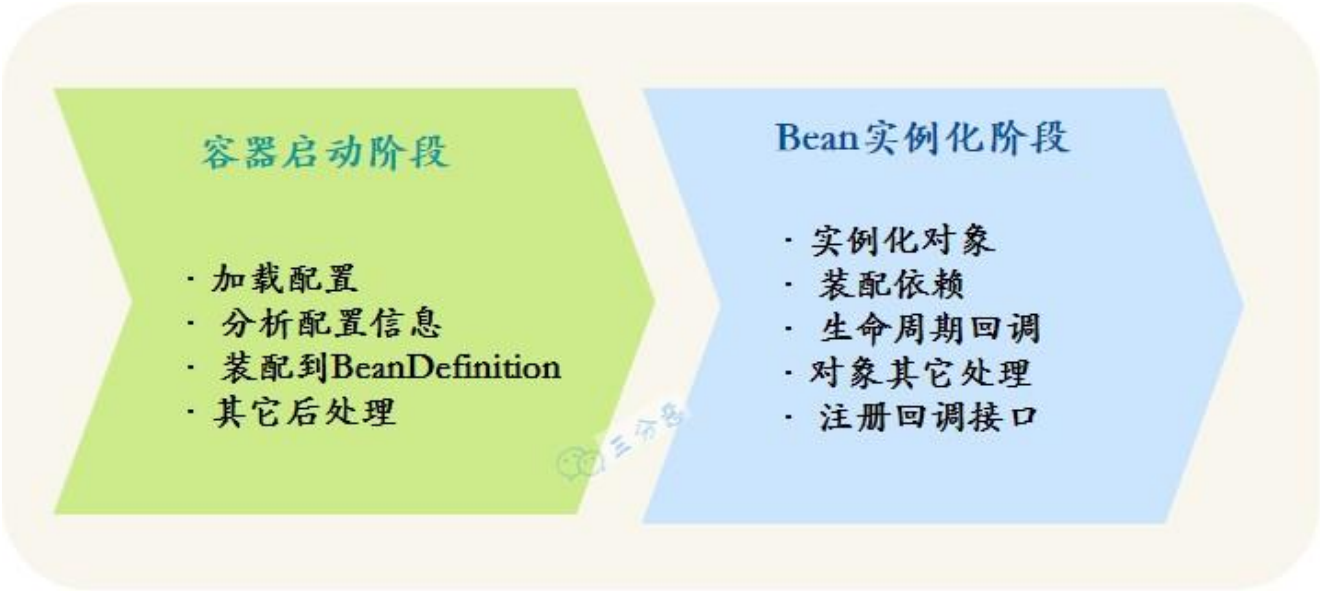 容器启动阶段
· 加载配置
· 分析配置信息
· 装配到BeanDefinition
· 其它后处理
Bean实例化阶段
· 实例化对象
· 装配依赖
· 生命周期回调
· 对象其它处理
· 注册回调接口
三分